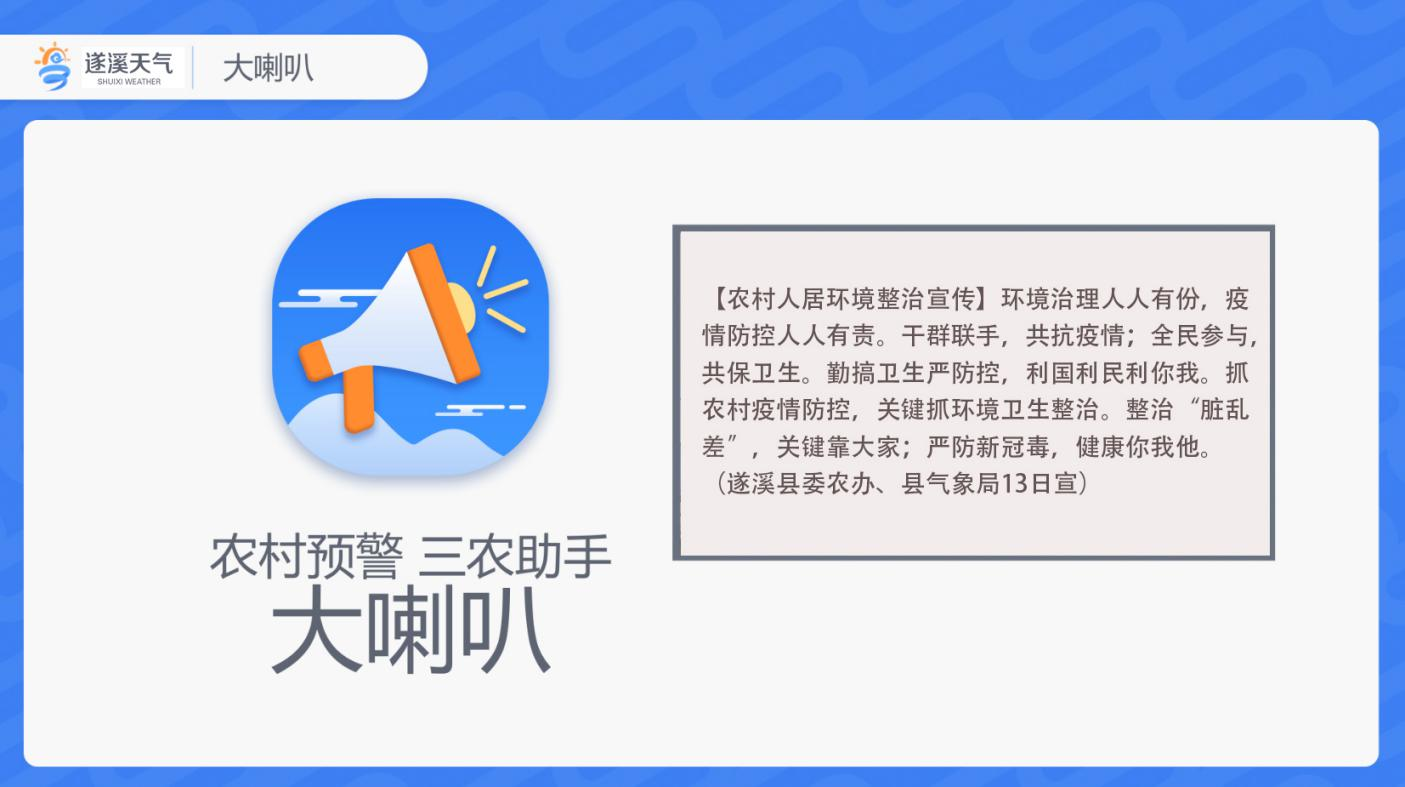 遂溪天气
SHUIXI WEATHER
大喇叭
农村预警 三农助手
大喇叭
【农村人居环境整治宣传】环境治理人人有份，疫
情防控人人有责。干群联手，共抗疫情；全民参与，
共保卫生。勤搞卫生严防控，利国利民利你我。抓
农村疫情防控，关键抓环境卫生整治。整治“脏乱
差”，关键靠大家；严防新冠毒，健康你我他。
（遂溪县委农办、县气象局13日宣）